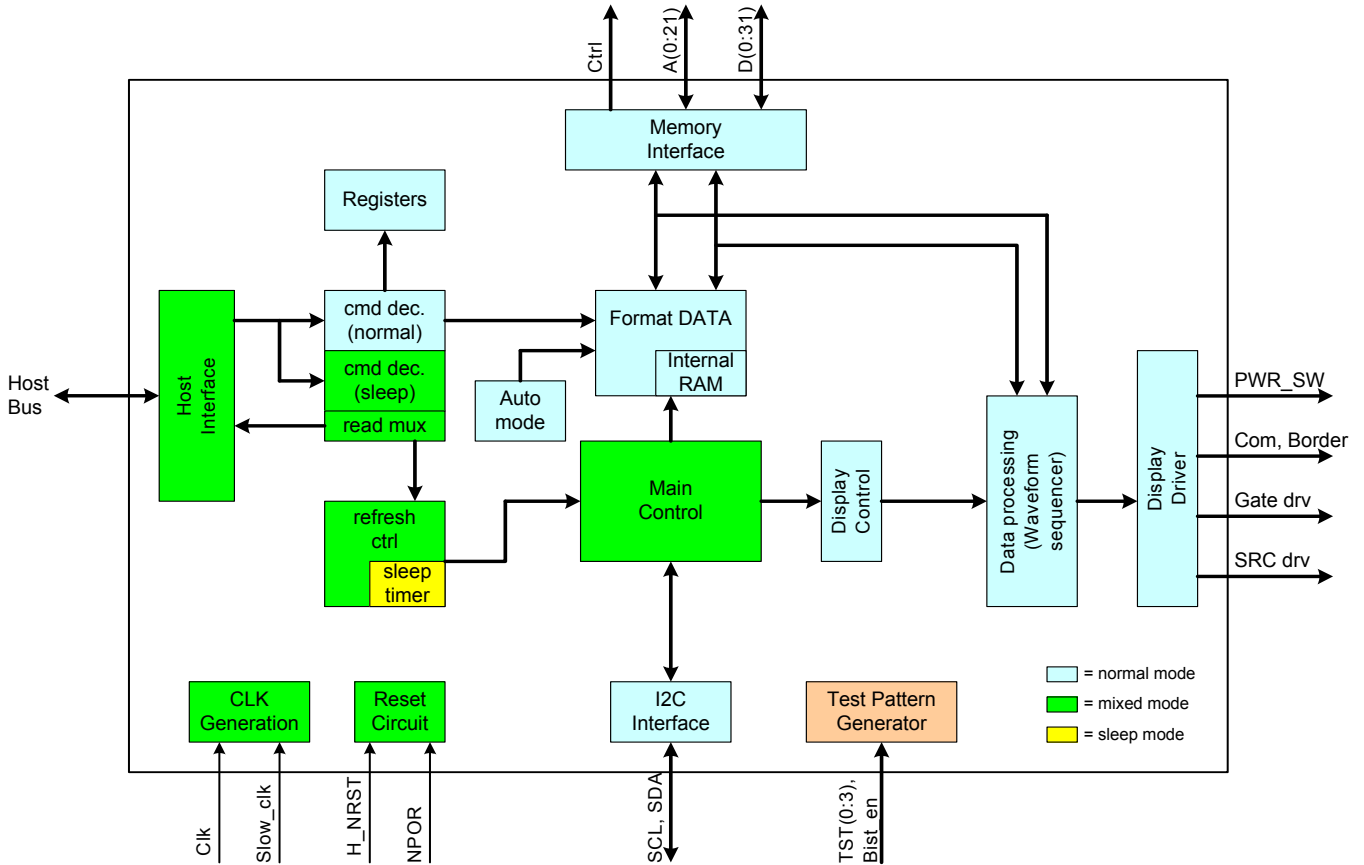 Ctrl
A(0:21)
D(0:31)
Memory
Interface
Registers
cmd dec.
(normal)
Format DATA
cmd dec.
(sleep)
Internal
RAM
Host
Interface
Host
Bus
Auto
mode
read mux
PWR_SW
Com, Border
Gate drv
SRC drv
Main
Control
Display
Control
Data processing
(Waveform
sequencer)
Display
Driver
refresh
ctrl
sleep
timer
= normal mode
= mixed mode
= sleep mode
CLK
Generation
Reset
Circuit
I2C
Interface
Test Pattern
Generator
Clk
Slow_clk
H_NRST
NPOR
SCL, SDA
TST(0:3),
Bist_en